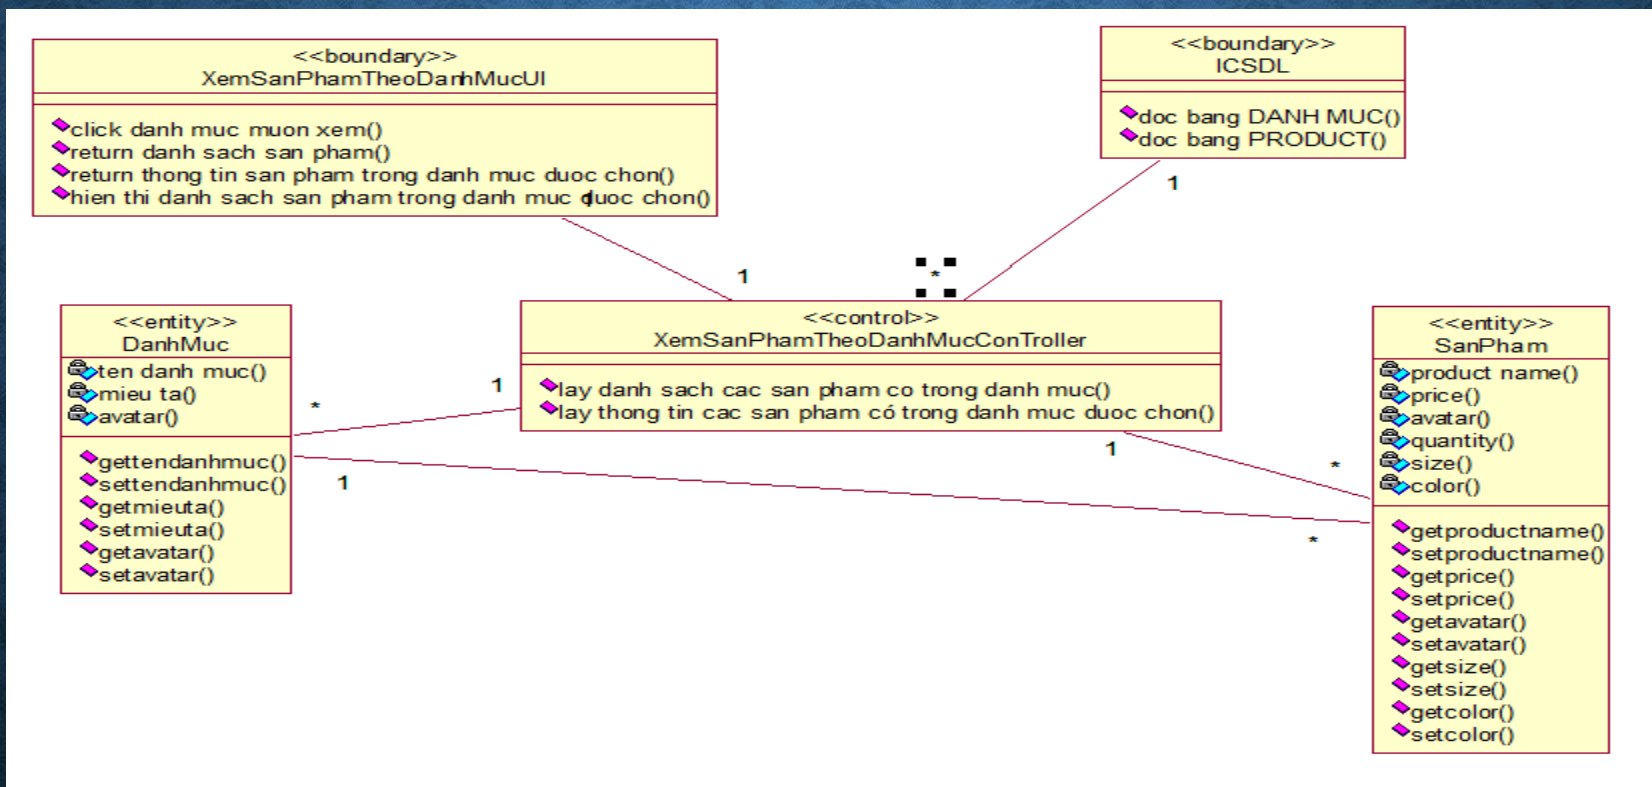 <<boundary>>
XemSanPhamTheoDanhMucUI
click danh muc muon xem()
return danh sach san pham()
return thong tin san pham trong danh muc duoc chon()
hien thi danh sach san pham trong danh muc duoc chon()
<<boundary>>
ICSDL
doc bang DANH MUC()
doc bang PRODUCT()
1
1
*
<<entity>>
DanhMuc
ten danh muc()
mieu ta()
avatar()
gettendanhmuc()
settendanhmuc()
getmieuta()
setmieuta()
getavatar()
setavatar()
*
1
1
<<control>>
XemSanPhamTheoDanhMucConTroller
lay danh sach cac san pham co trong danh muc()
lay thong tin cac san pham có trong danh muc duoc chon()
1
*
*
<<entity>>
SanPham
product name()
price()
avatar()
quantity()
size()
color()
getproductname()
setproductname()
getprice()
setprice()
getavatar()
setavatar()
getsize()
setsize()
getcolor()
setcolor()